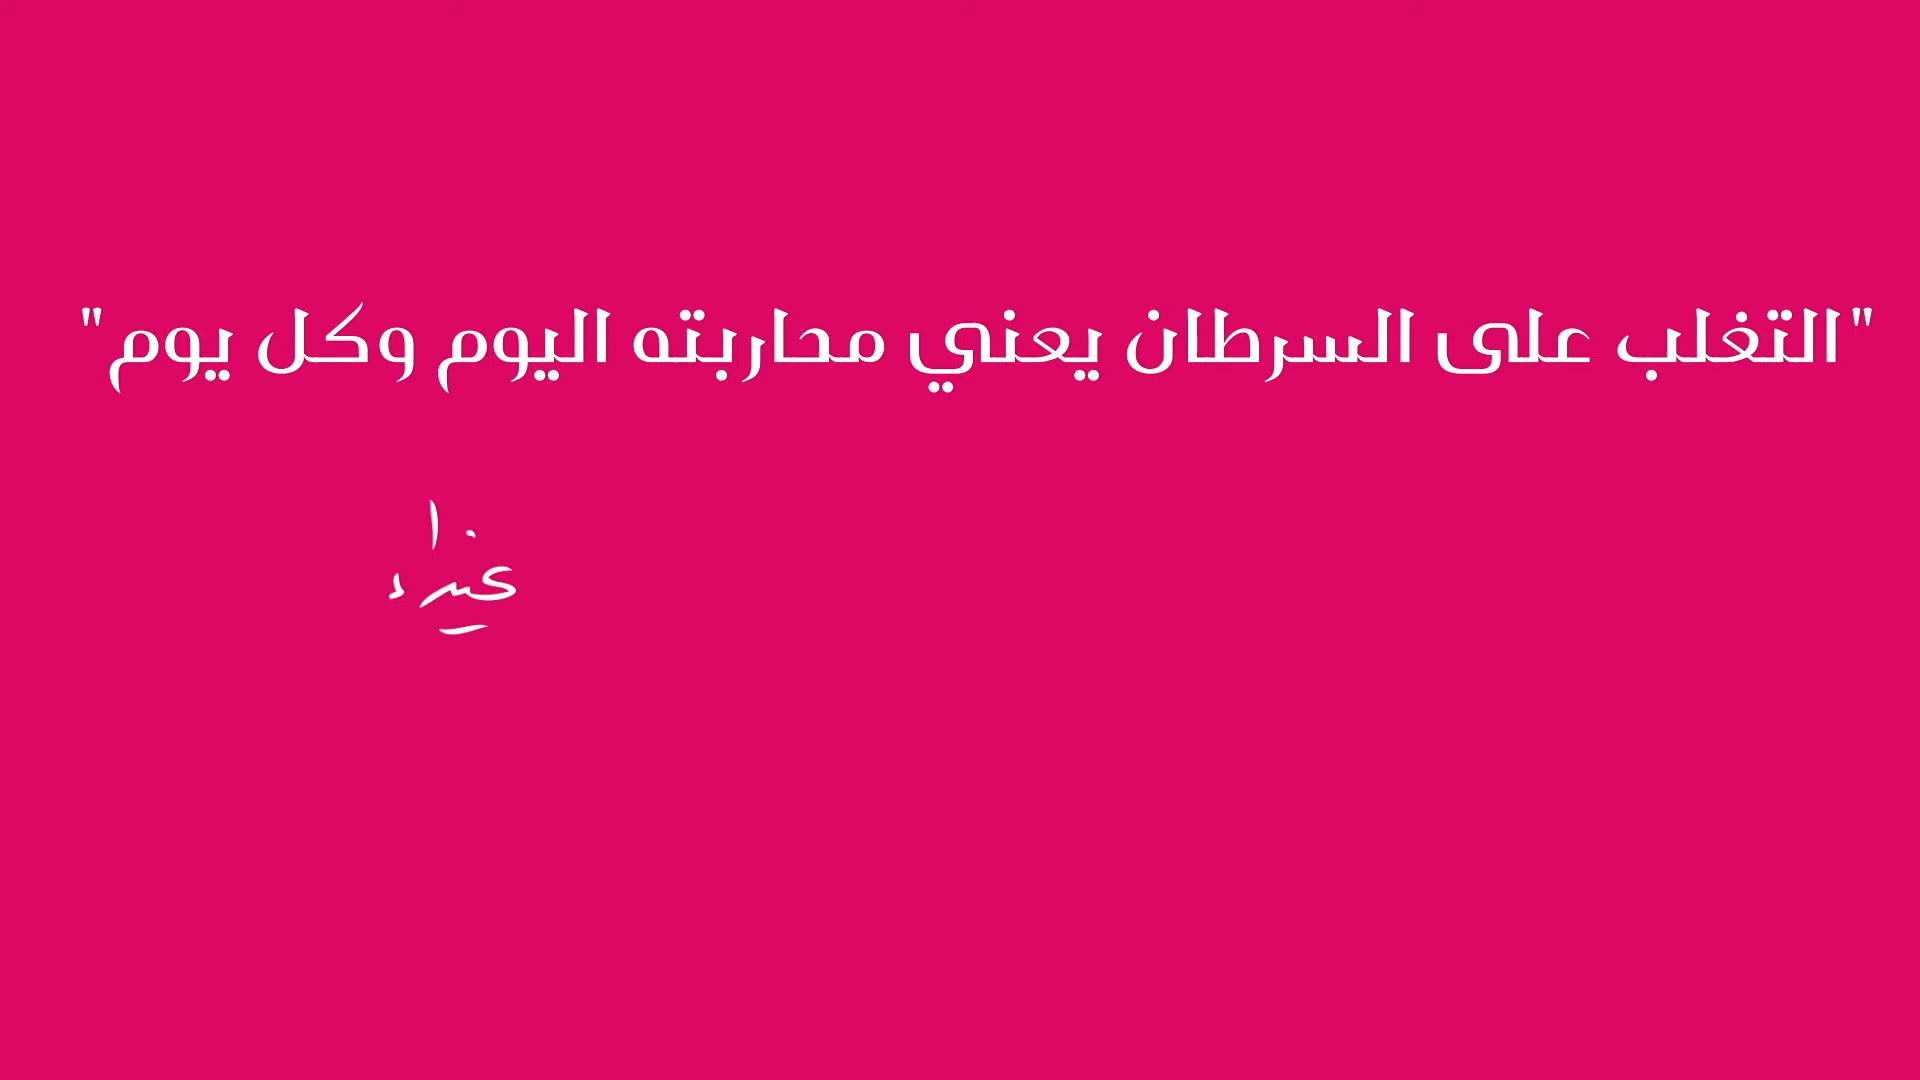 "التغلب على السرطان يعني محاربته اليوم وكل يوم"